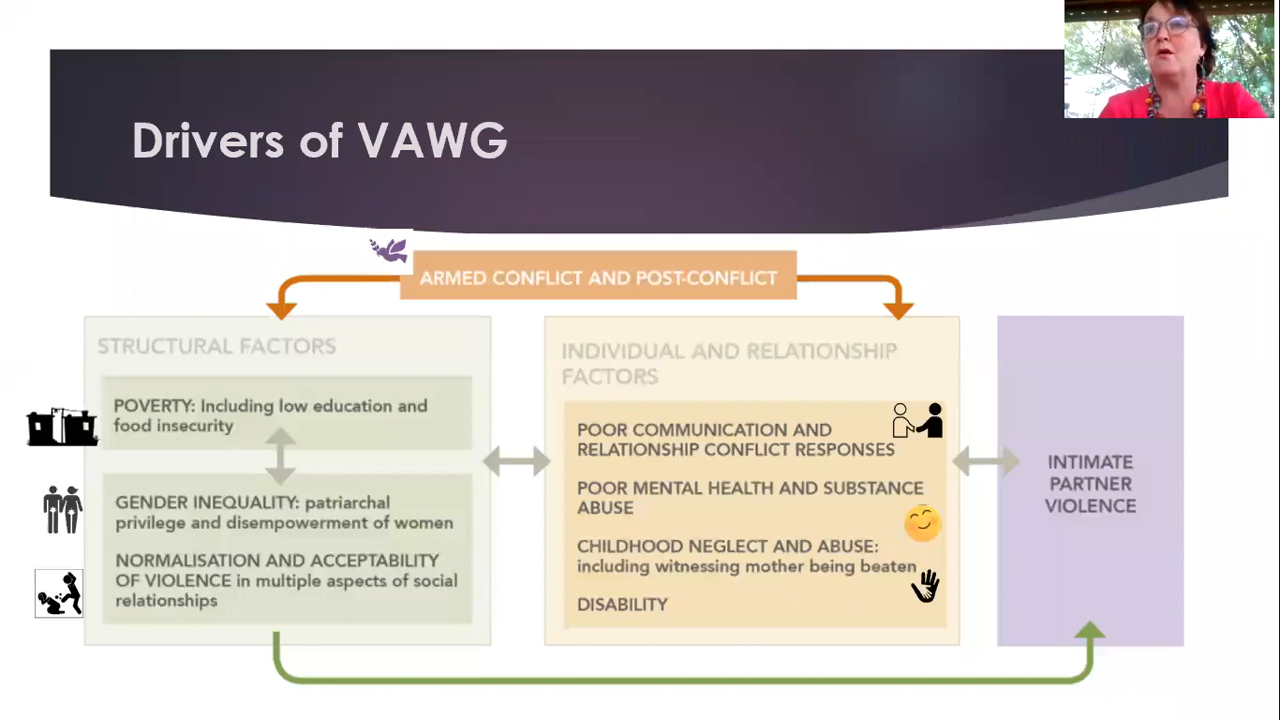 Drivers of VAWG
ARMED CONFLICT AND POST-CONFLICT
STRUCTURAL FACTORS
POVERTY: Including low education and
food insecurity
GENDER INEQUALITY: patriarchal
privilege and disempowerment of women
NORMALISATION AND ACCEPTABILITY
OF VIOLENCE in multiple aspects of social
relationships
INDIVIDUAL AND RELATIONSHIP
FACTORS
POOR COMMUNICATION AND
RELATIONSHIP CONFLICT RESPONSES
POOR MENTAL HEALTH AND SUBSTANCE
ABUSE
CHILDHOOD NEGLECT AND ABUSE:
including witnessing mother being beaten
DISABILITY
INTIMATE
PARTNER
VIOLENCE